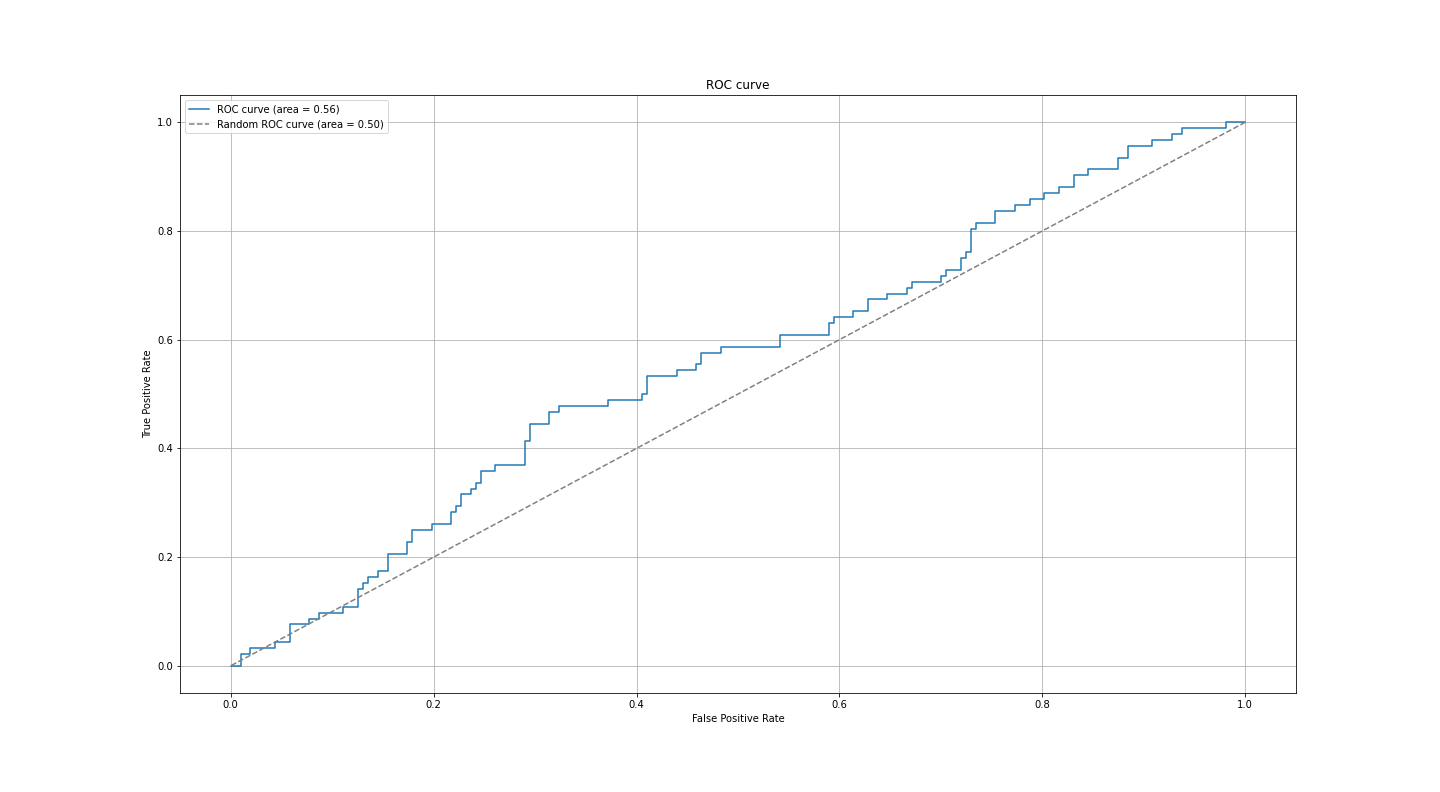 ROC curve
ROC curve (area = 0.56)
Random ROC curve (area = 0.50)
1.0
0.8
0.6
0.4
0.2
0.0
True Positive Rate
0.0 0.2 0.4 0.6 0.8 1.0
False Positive Rate